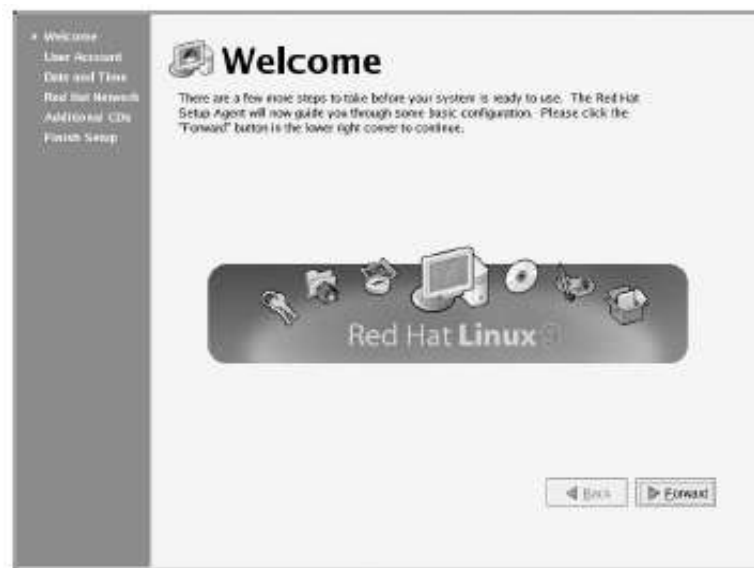 Welcome
User Account
Date and Time
Red Hat Network
Additional CDs
Finish Setup
Welcome
There are a few more steps to take before your system is ready to use. The Red Hat
Setup Agent will now guide you through some basic configuration. Please click the
"Forward" button in the lower right corner to continue.
Red Hat Linux 9
Back
Forward